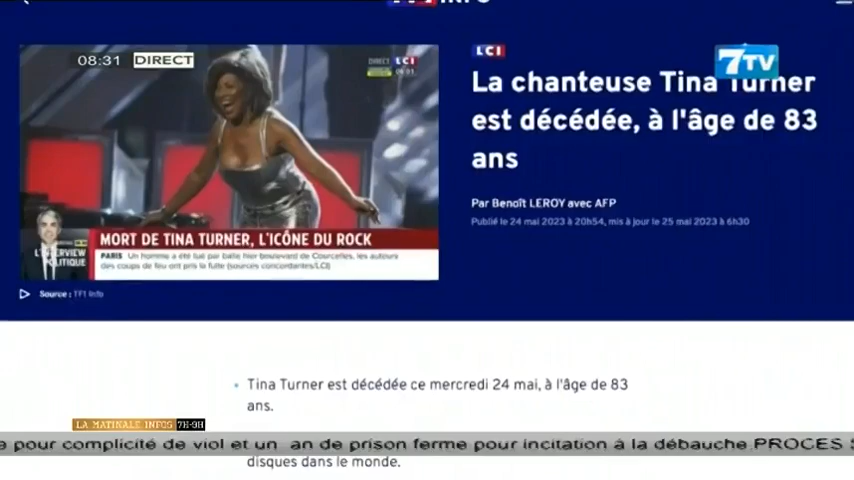 INFO
08:31 DIRECT
DIRECT LCI
08:31
LCI
7TV
La chanteuse Tina Turner
est décédée, à l'âge de 83
ans
Par Benoît LEROY avec AFP
Publié le 24 mai 2023 à 20h54, mis à jour le 25 mai 2023 à 6h30
L'INTERVIEW
POLITIQUE
MORT DE TINA TURNER, L'ICÔNE DU ROCK
PARIS Un homme a été tué par balle hier boulevard de Courcelles, les auteurs
des coups de feu ont pris la fuite (sources concordantes/LCI)
Source : TF1 Info
Tina Turner est décédée ce mercredi 24 mai, à l'âge de 83
ans.
LA MATINALE INFOS 7H-9H
pour complicité de viol et un an de prison ferme pour incitation à la débauche.PROCES
disques dans le monde.